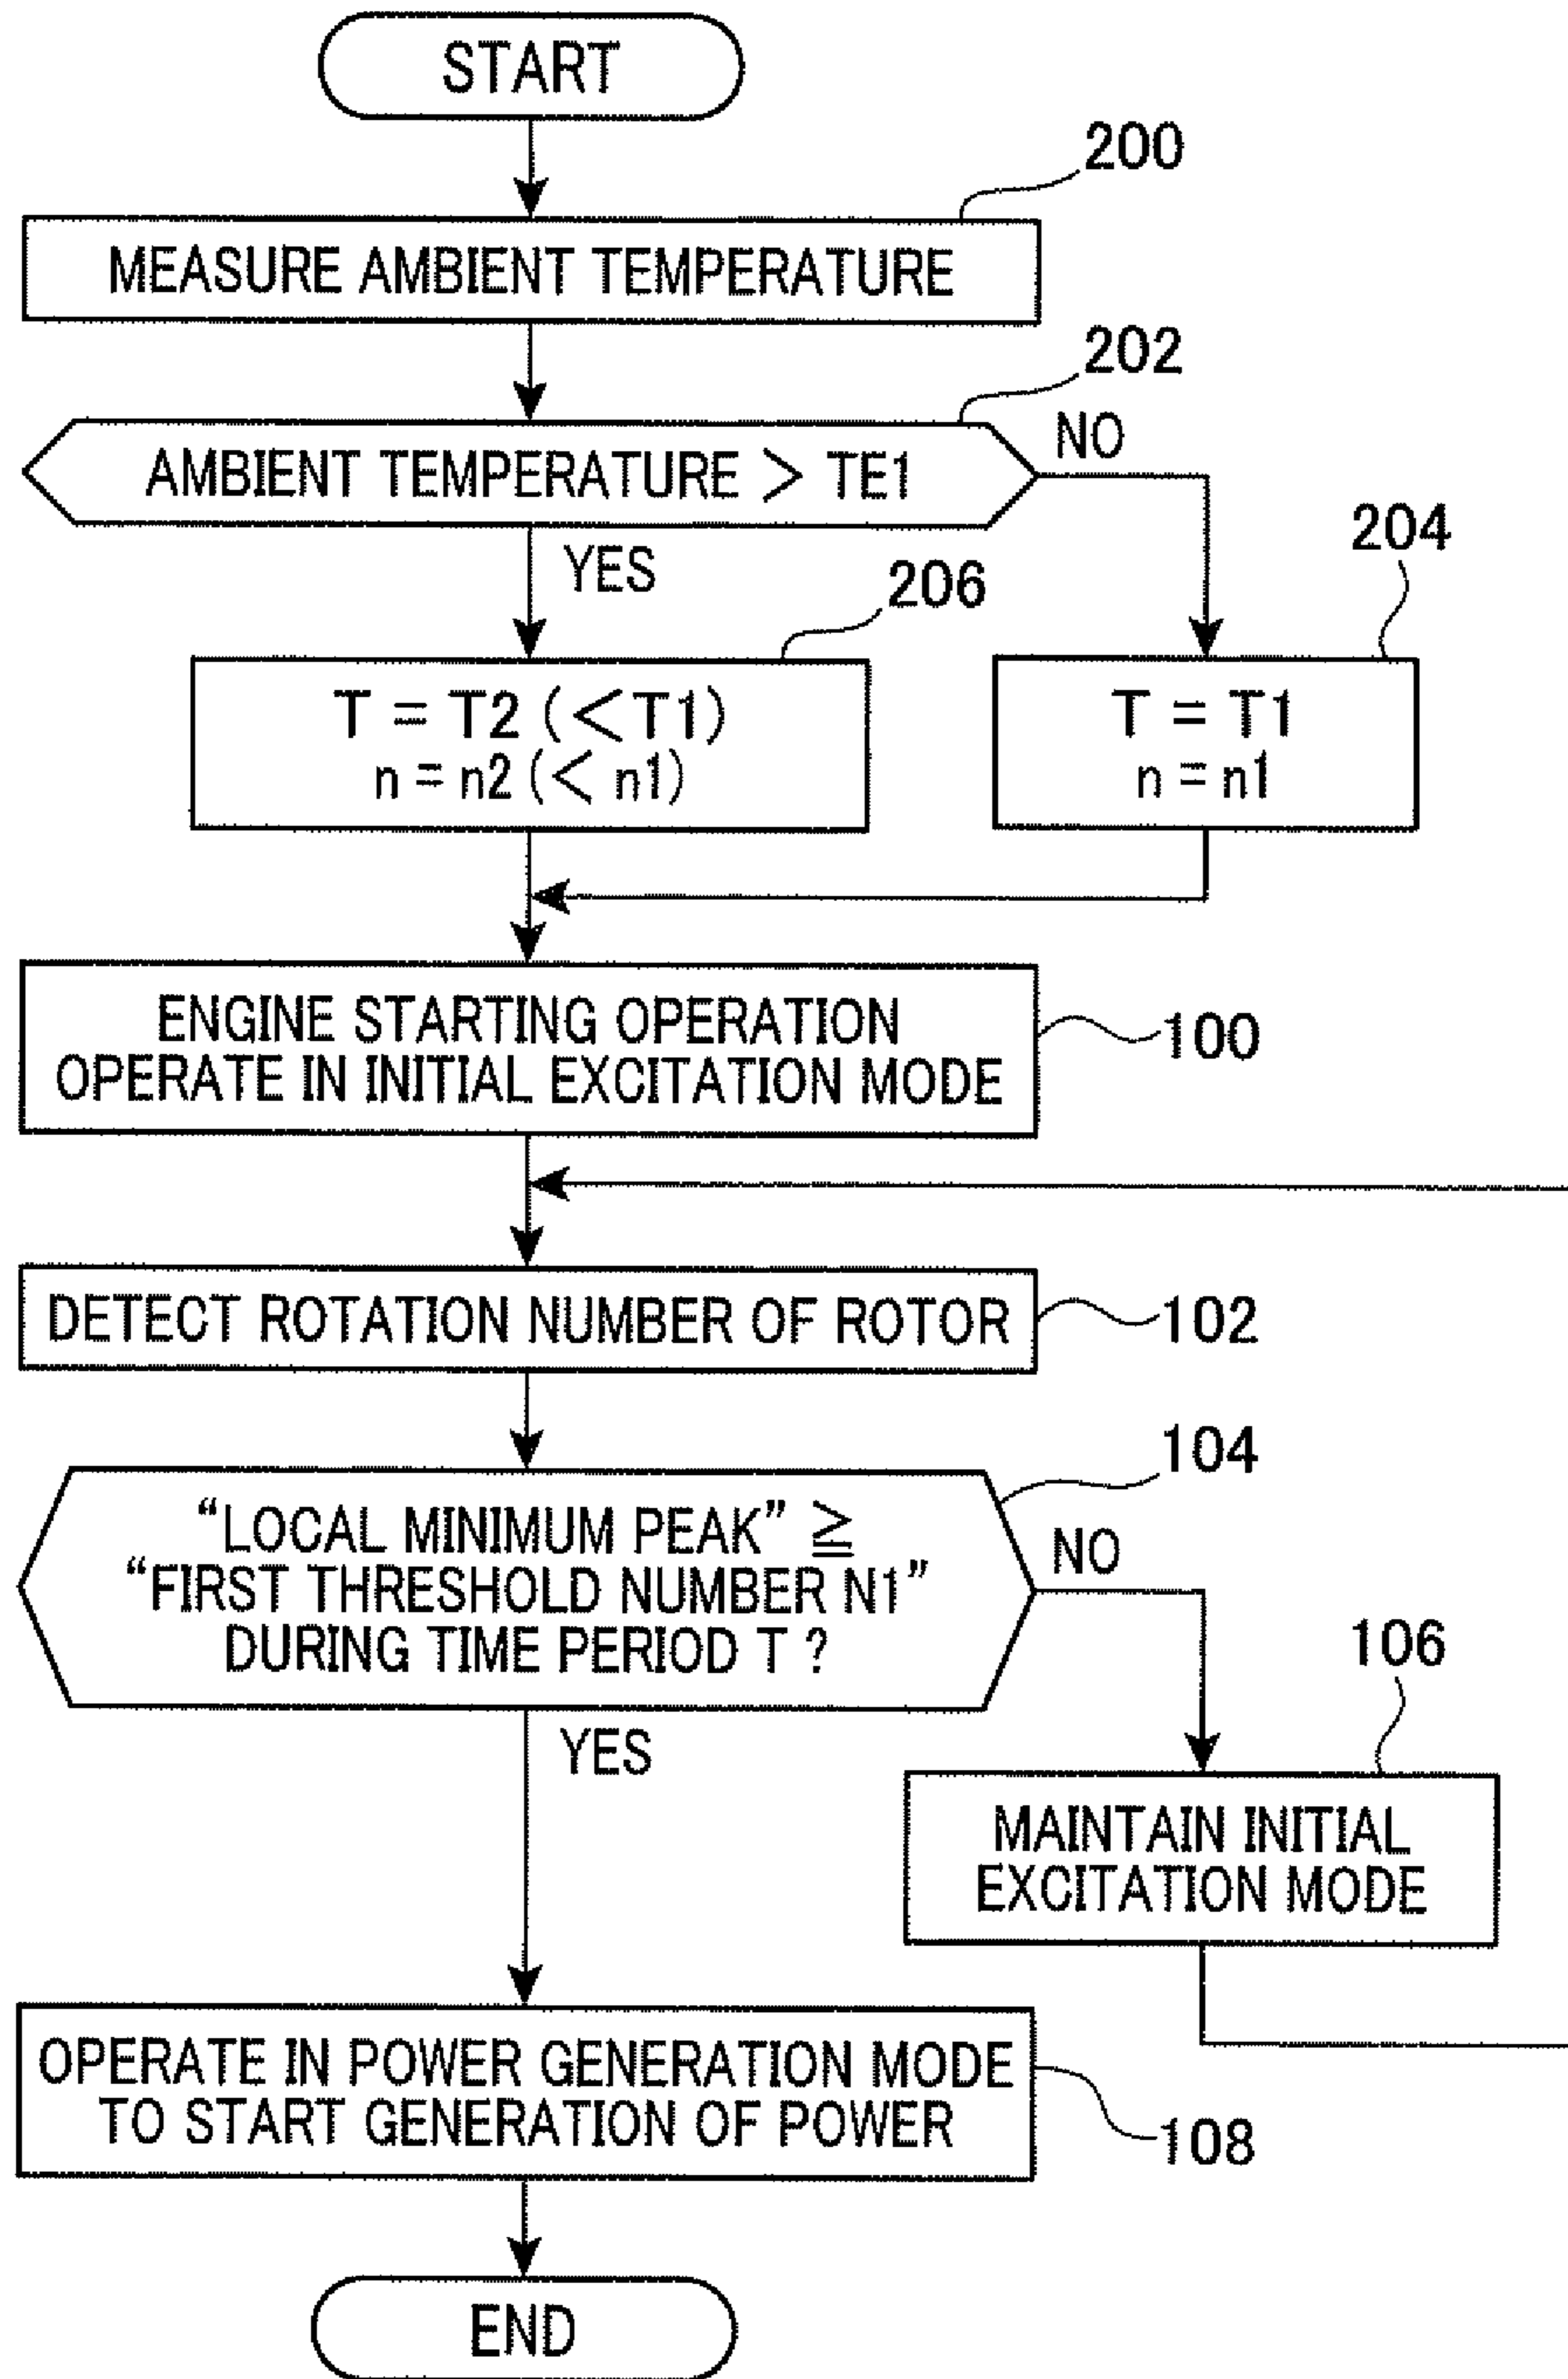 START
200
MEASURE AMBIENT TEMPERATURE
202
AMBIENT TEMPERATURE > TE1
NO
YES
206
204
T = T2 (<T1)
n = n2 (< n1)
T = T1
n = n1
ENGINE STARTING OPERATION
OPERATE IN INITIAL EXCITATION MODE
100
DETECT ROTATION NUMBER OF ROTOR
102
104
“LOCAL MINIMUM PEAK” ≧
“FIRST THRESHOLD NUMBER N1”
DURING TIME PERIOD T ?
NO
YES
106
MAINTAIN INITIAL
EXCITATION MODE
OPERATE IN POWER GENERATION MODE
TO START GENERATION OF POWER
108
END